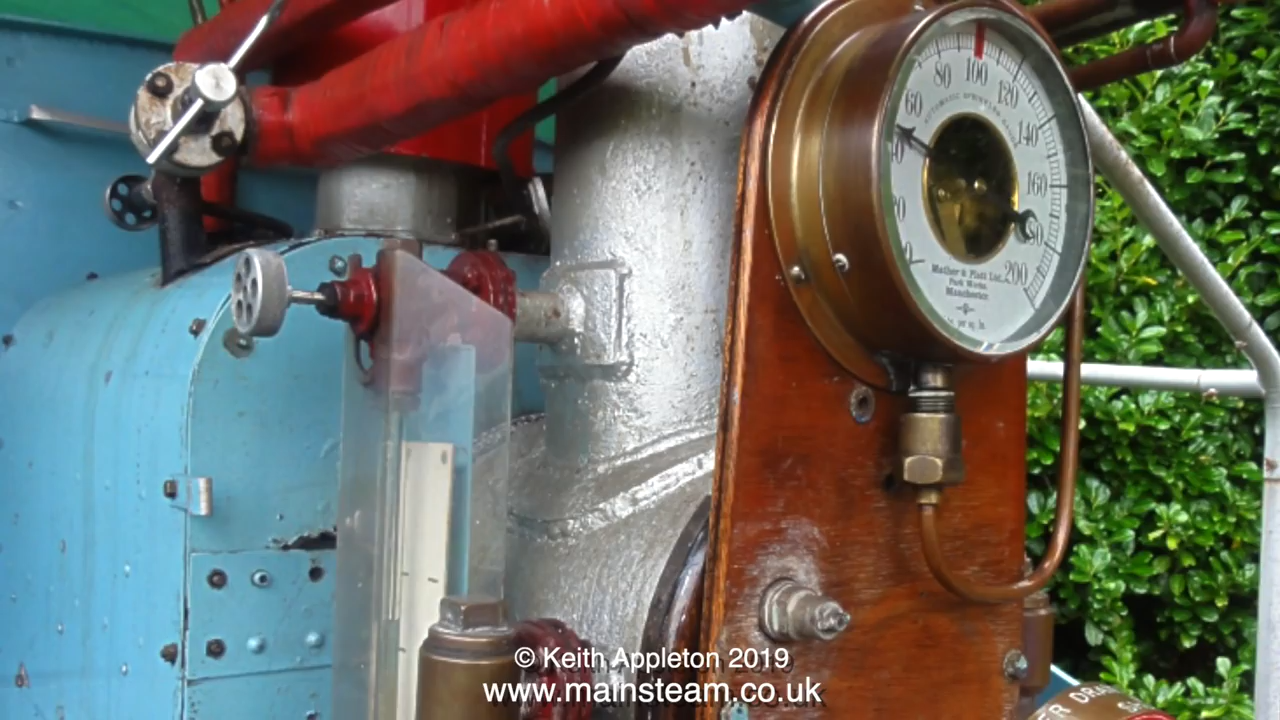 80
100
120
60
140
160
200
Mather & Platt Ltd.
Park Works
Manchester
© Keith Appleton 2019
www.mainsteam.co.uk